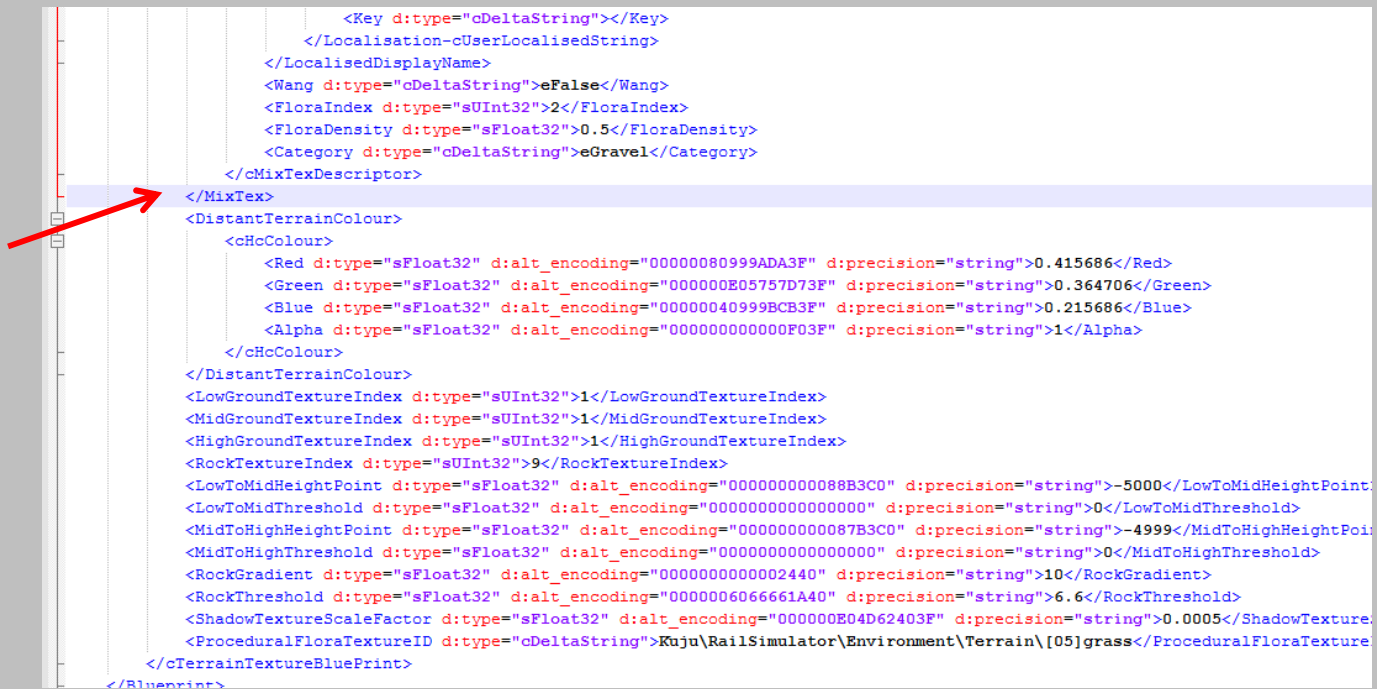 <Key d:type="cDeltaString"></Key>
</Localisation-cUserLocalisedString>
</LocalisedDisplayName>
<Wang d:type="cDeltaString">eFalse</Wang>
<FloraIndex d:type="sUInt32">2</FloraIndex>
<FloraDensity d:type="sFloat32">0.5</FloraDensity>
<Category d:type="cDeltaString">eGravel</Category>
</cMixTexDescriptor>
</MixTex>
<DistantTerrainColour>
<cHcColour>
<Red d:type="sFloat32" d:alt_encoding="00000080999ADA3F" d:precision="string">0.415686</Red>
<Green d:type="sFloat32" d:alt_encoding="000000E05757D73F" d:precision="string">0.364706</Green>
<Blue d:type="sFloat32" d:alt_encoding="00000040999BCB3F" d:precision="string">0.215686</Blue>
<Alpha d:type="sFloat32" d:alt_encoding="000000000000F03F" d:precision="string">1</Alpha>
</cHcColour>
</DistantTerrainColour>
<LowGroundTextureIndex d:type="sUInt32">1</LowGroundTextureIndex>
<MidGroundTextureIndex d:type="sUInt32">1</MidGroundTextureIndex>
<HighGroundTextureIndex d:type="sUInt32">1</HighGroundTextureIndex>
<RockTextureIndex d:type="sUInt32">9</RockTextureIndex>
<LowToMidHeightPoint d:type="sFloat32" d:alt_encoding="000000000088B3C0" d:precision="string">-5000</LowToMidHeightPoint
<LowToMidThreshold d:type="sFloat32" d:alt_encoding="0000000000000000" d:precision="string">0</LowToMidThreshold>
<MidToHighHeightPoint d:type="sFloat32" d:alt_encoding="000000000087B3C0" d:precision="string">-4999</MidToHighHeightPoi
<MidToHighThreshold d:type="sFloat32" d:alt_encoding="0000000000000000" d:precision="string">0</MidToHighThreshold>
<RockGradient d:type="sFloat32" d:alt_encoding="0000000000002440" d:precision="string">10</RockGradient>
<RockThreshold d:type="sFloat32" d:alt_encoding="0000006066661A40" d:precision="string">6.6</RockThreshold>
<ShadowTextureScaleFactor d:type="sFloat32" d:alt_encoding="000000E04D62403F" d:precision="string">0.0005</ShadowTexture
<ProceduralFloraTextureID d:type="cDeltaString">Kuju\RailSimulator\Environment\Terrain\[05]grass</ProceduralFloraTexture
</cTerrainTextureBluePrint>
</Blueprint>